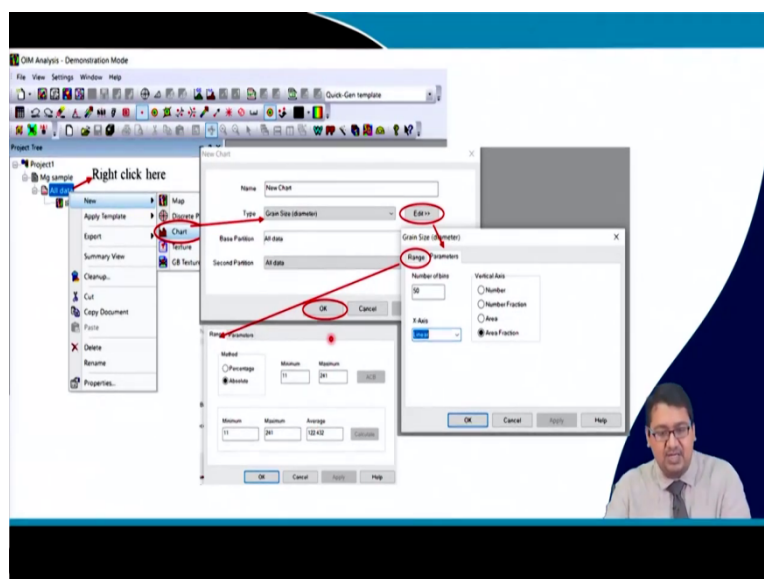 OIM Analysis - Demonstration Mode
File View Settings Window Help
Quick-Gen template
Project Tree
Project1
Mg sample
All data
Right click here
New
Apply Template
Export
Summary View
Cleanup...
Cut
Copy Document
Paste
Delete
Rename
Properties...
Map
Discrete P
Chart
Texture
GB Texture
New Chart
Name New Chart
Type Grain Size (diameter) Edit >>
Base Partition All data
Second Partition All data
OK Cancel
Grain Size (diameter)
Range Parameters
Number of bins
50
X-Axis
Linear
Vertical Axis
Number
Number Fraction
Area
Area Fraction
OK Cancel Apply Help
Range Parameters
Method
Percentage
Absolute
Minimum Maximum
11 261
Minimum Maximum Average
11 261 122.432
Calculate
OK Cancel Apply Help